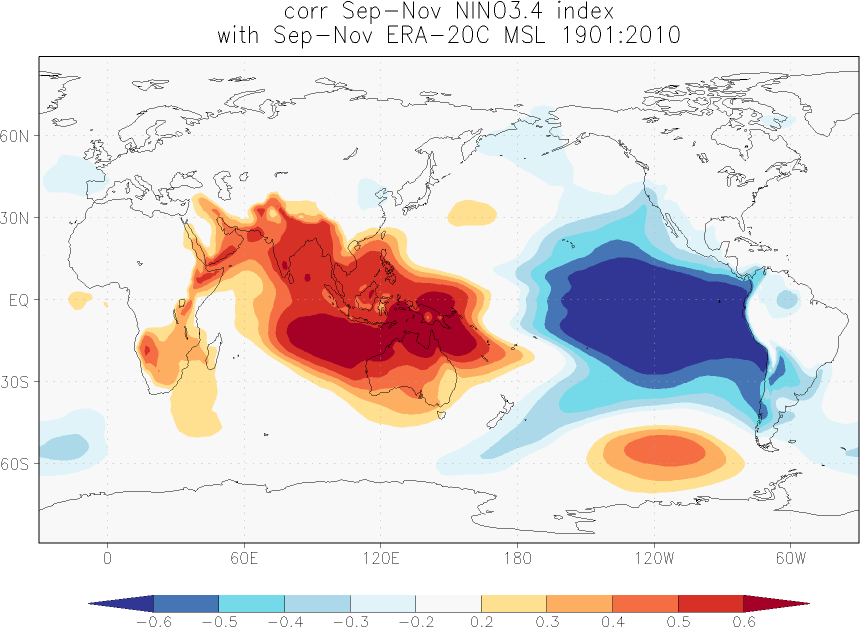 corr Sep-Nov NINO3.4 index
with Sep-Nov ERA-20C MSL 1901:2010
60N
30N
EQ
30S
60S
0 60E 120E 180 120W 60W
-0.6 -0.5 -0.4 -0.3 -0.2 0.2 0.3 0.4 0.5 0.6